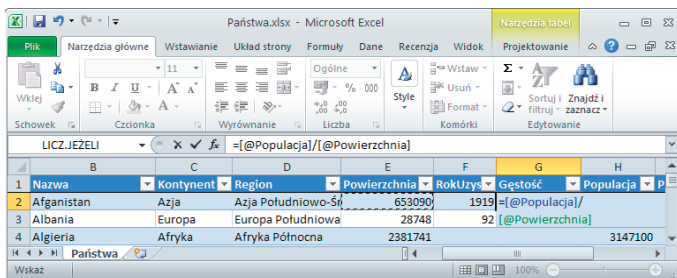 Państwa.xlsx - Microsoft Excel
Narzędzia tabel
Plik Narzędzia główne Wstawianie Układ strony Formuły Dane Recenzja Widok Projektowanie
Wklej
11
B I U A A
A
Ogólne
% 000
Style
Wstaw
Usuń
Format
Σ
Sortuj i filtruj
Znajdź i zaznacz
Schowek Czcionka Wyrównanie Liczba Komórki Edytowanie
LICZ.JEŻELI fx =[@Populacja]/[@Powierzchnia]
B C D E F G H
1 Nazwa Kontynent Region Powierzchnia RokUzys Gęstość Populacja P
2 Afganistan Azja Azja Południowo-Śr 653090 1919 =[@Populacja]/
3 Albania Europa Europa Południowa 28748 92 [@Powierzchnia]
4 Algieria Afryka Afryka Północna 2381741 3147100
Państwa
Wskaż 100%